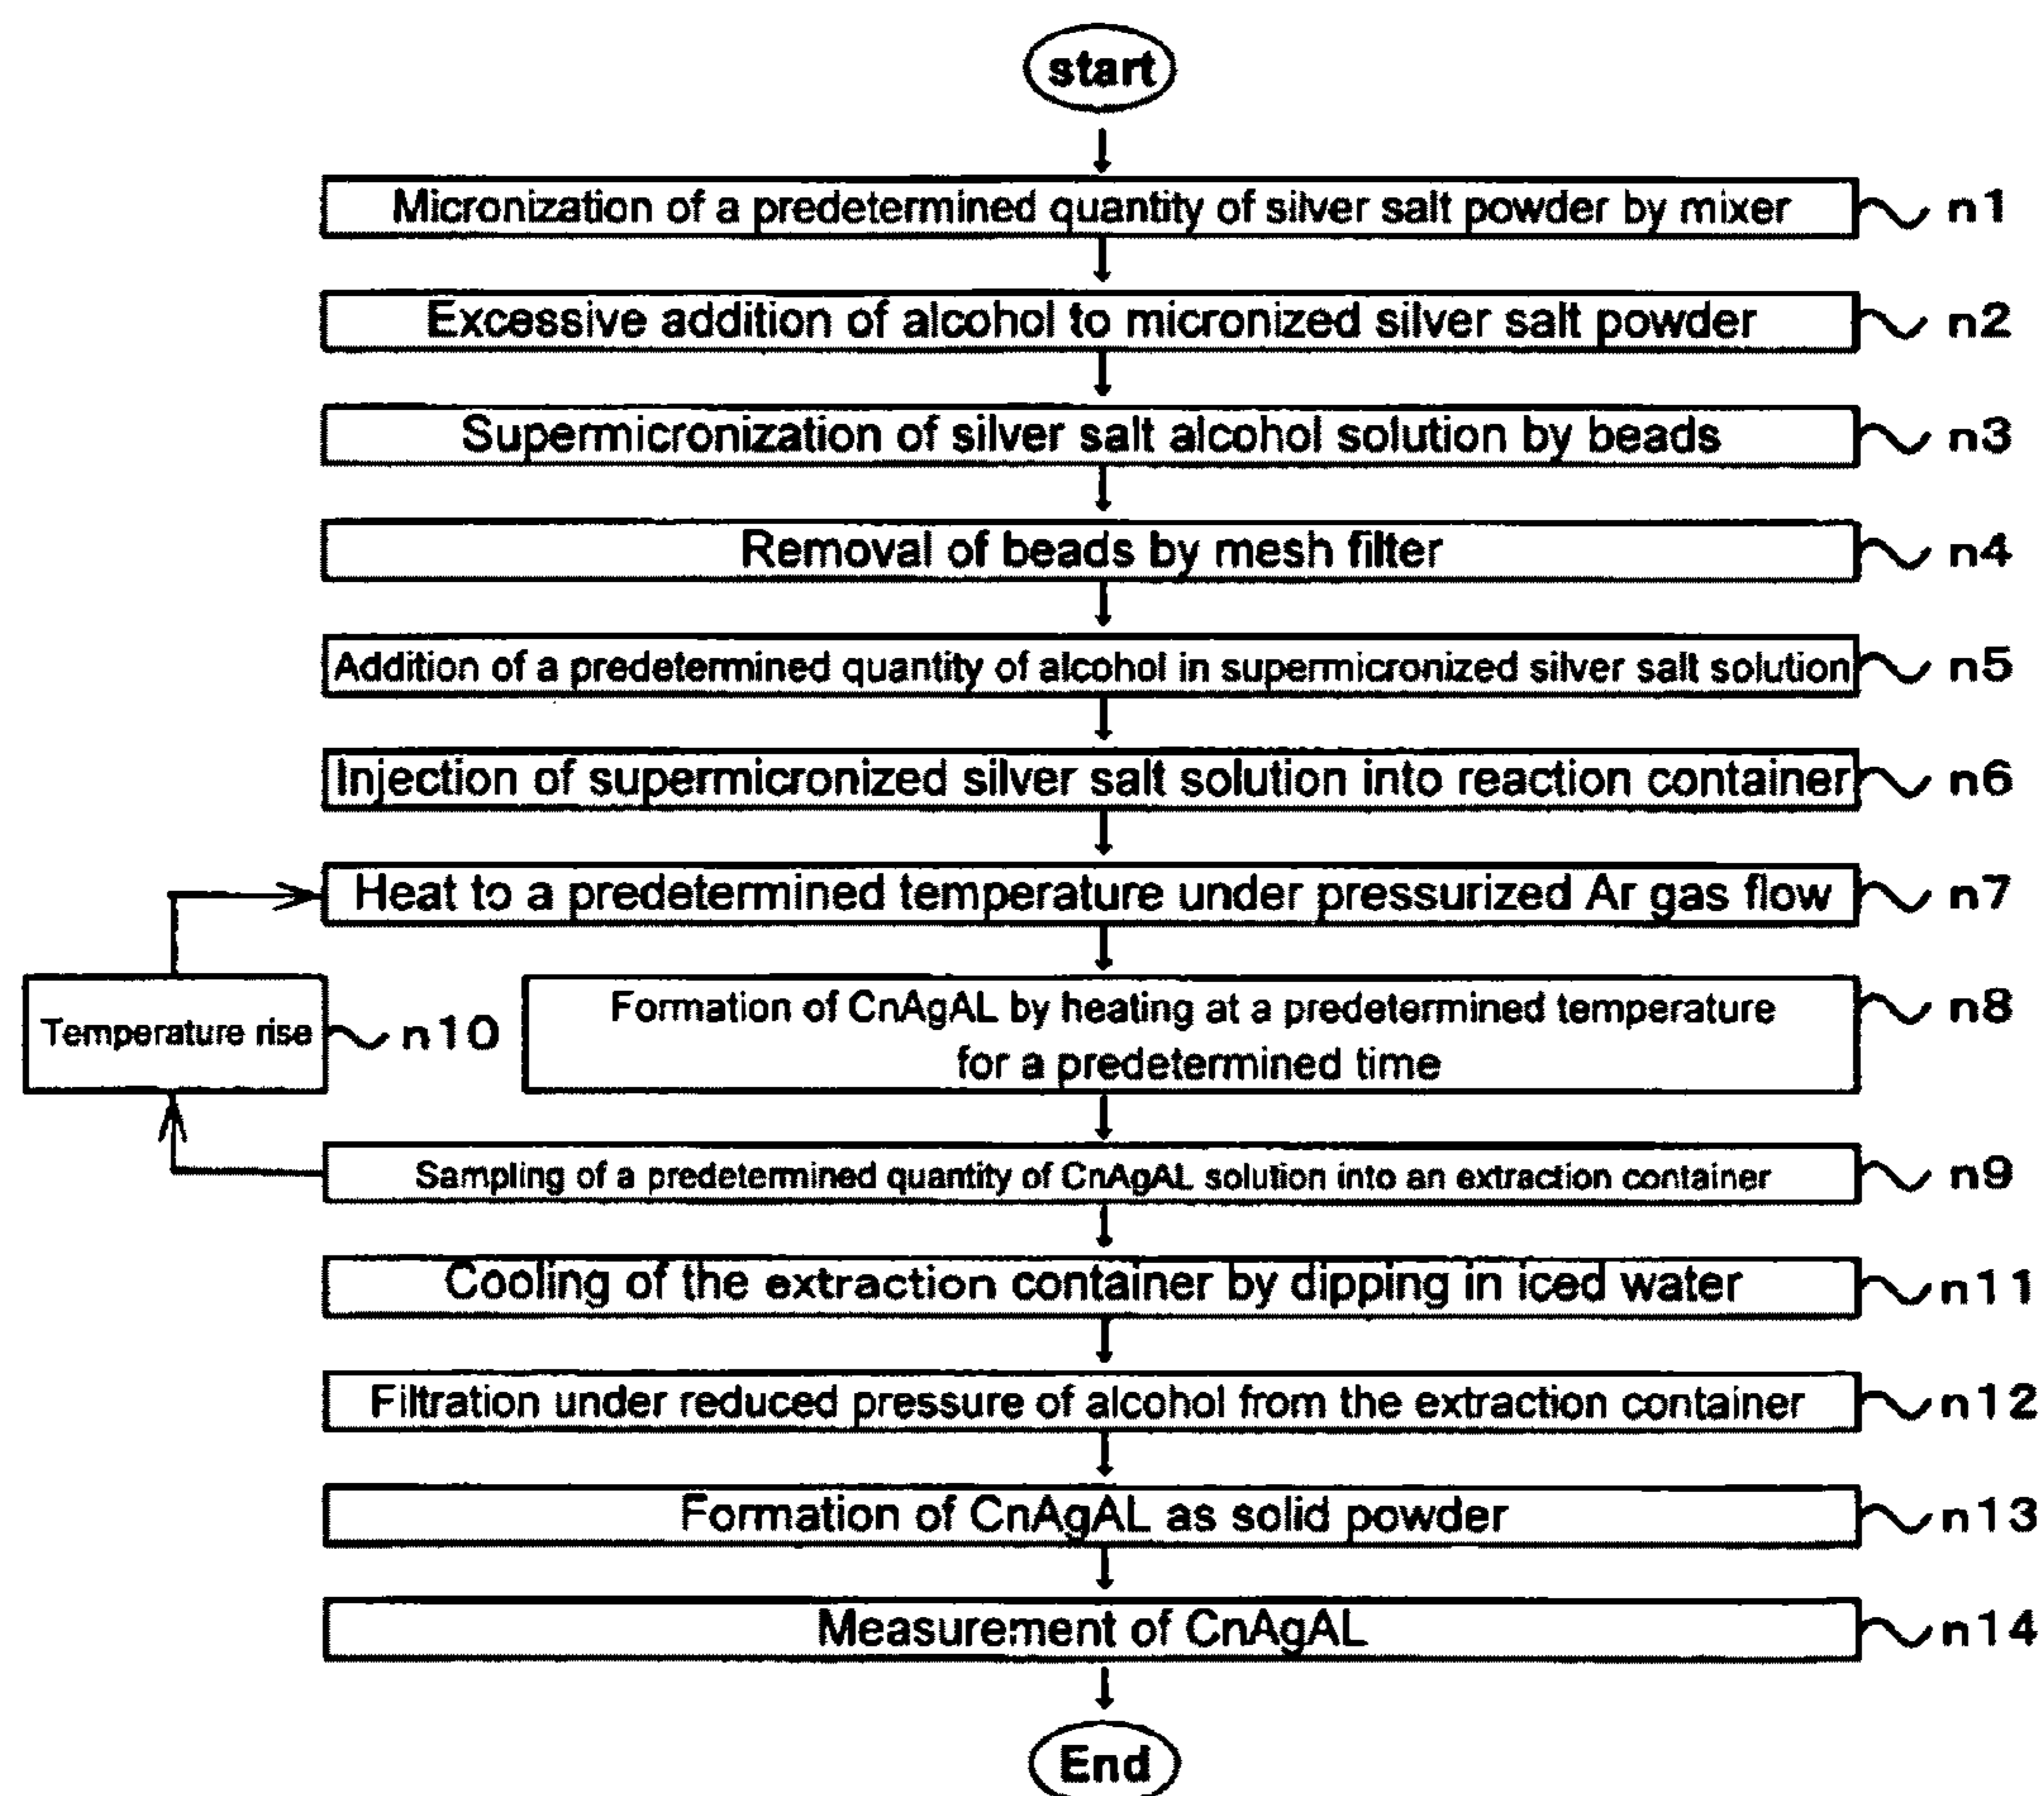 start
Micronization of a predetermined quantity of silver salt powder by mixer n1
Excessive addition of alcohol to micronized silver salt powder n2
Supermicronization of silver salt alcohol solution by beads n3
Removal of beads by mesh filter n4
Addition of a predetermined quantity of alcohol in supermicronized silver salt solution n5
Injection of supermicronized silver salt solution into reaction container n6
Heat to a predetermined temperature under pressurized Ar gas flow n7
Formation of CnAgAL by heating at a predetermined temperature n8
for a predetermined time
Temperature rise n10
Sampling of a predetermined quantity of CnAgAL solution into an extraction container n9
Cooling of the extraction container by dipping in iced water n11
Filtration under reduced pressure of alcohol from the extraction container n12
Formation of CnAgAL as solid powder n13
Measurement of CnAgAL n14
End